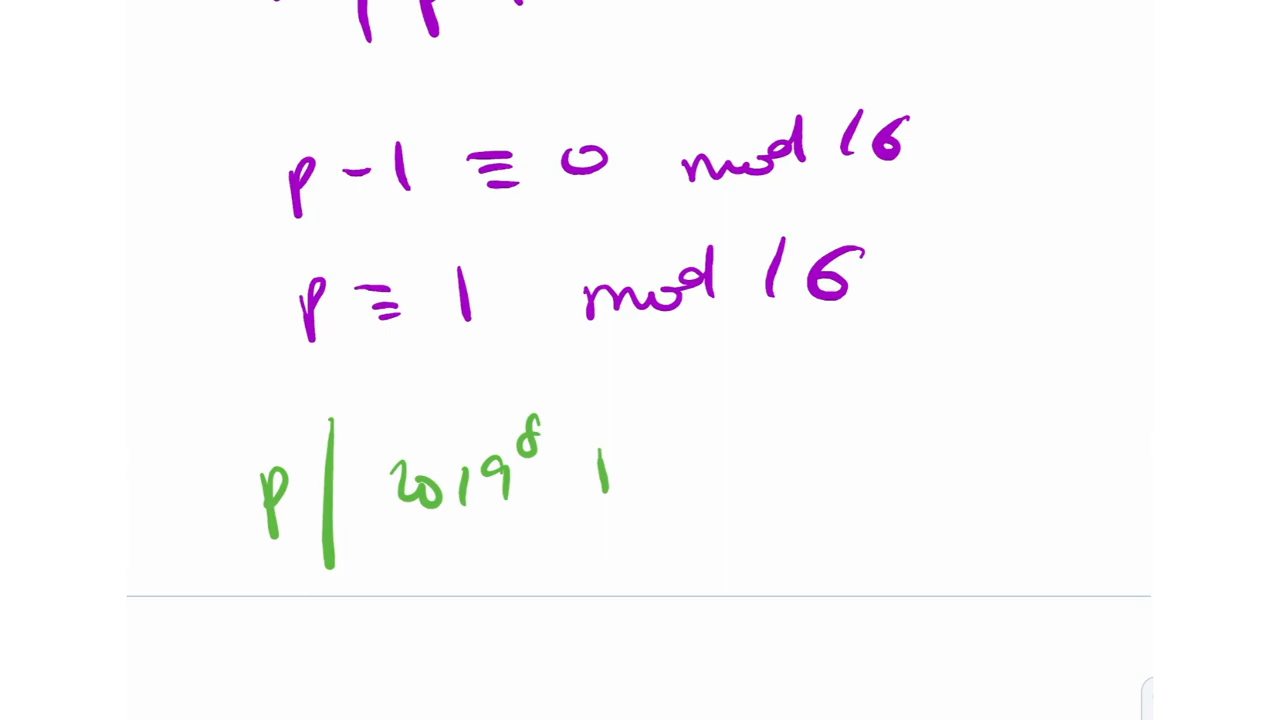 p - 1 ≡ 0 mod 16
p ≡ 1 mod 16
p | 2019⁸ 1